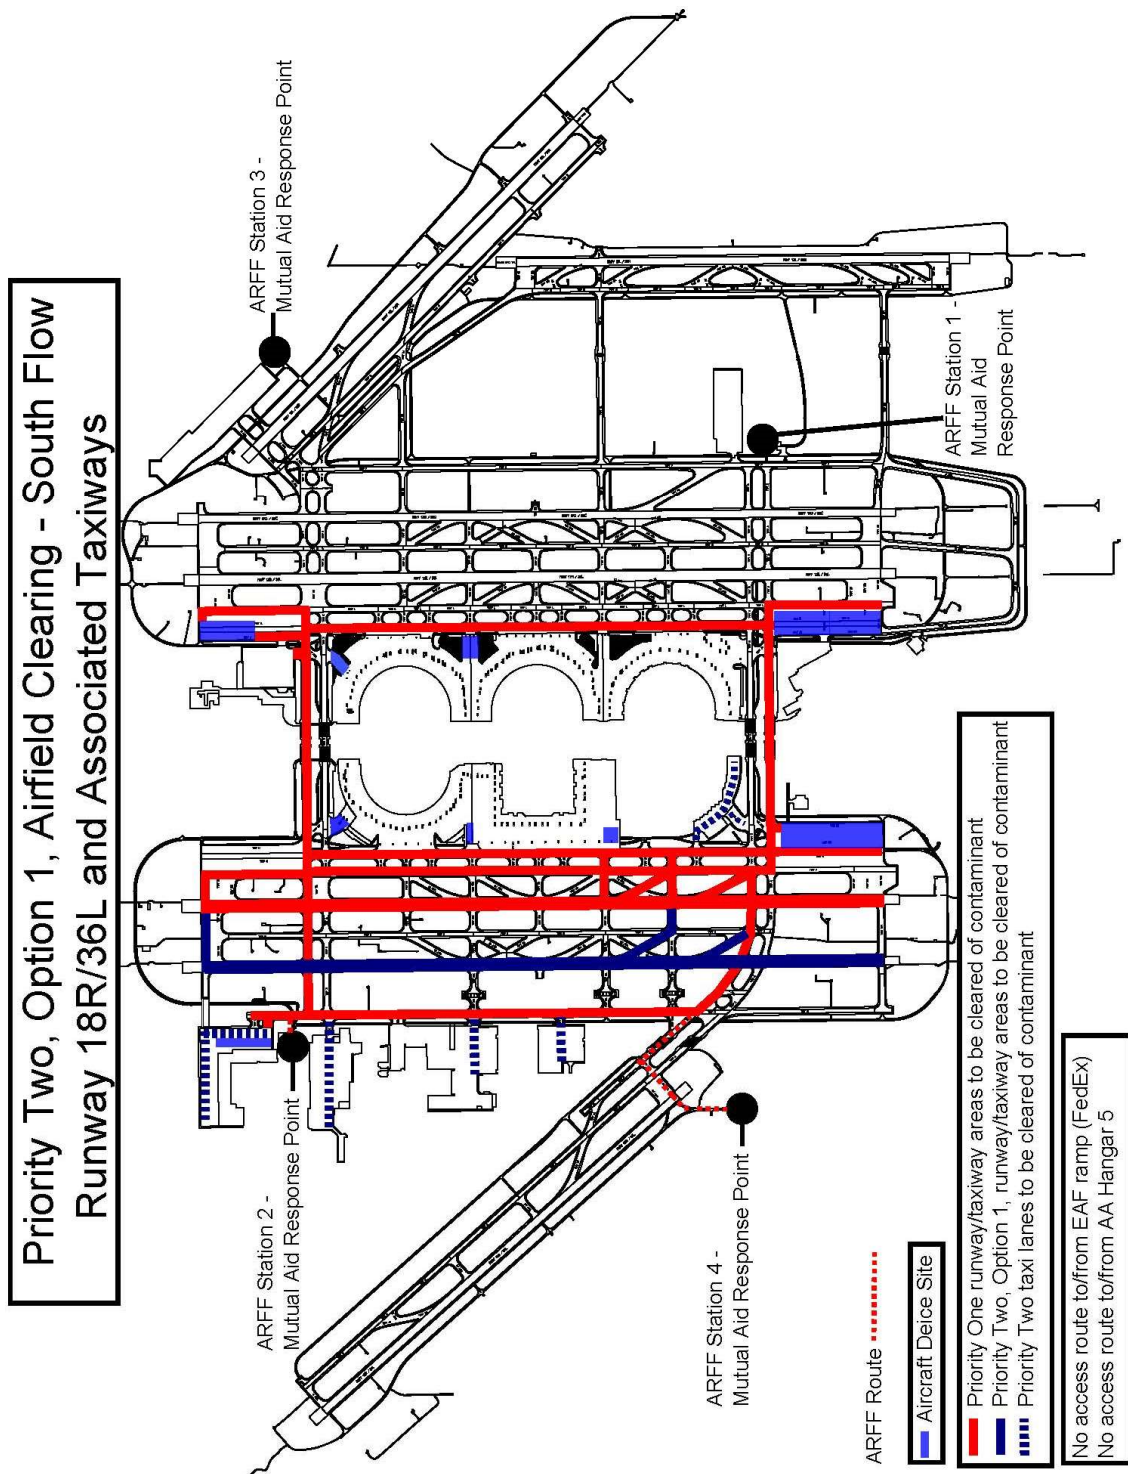 Priority Two, Option 1, Airfield Clearing - South Flow
Runway 18R/36L and Associated Taxiways
ARFF Station 3 -
Mutual Aid Response Point
ARFF Station 2 -
Mutual Aid Response Point
ARFF Station 1 -
Mutual Aid
Response Point
ARFF Station 4 -
Mutual Aid Response Point
ARFF Route
Aircraft Deice Site
Priority One runway/taxiway areas to be cleared of contaminant
Priority Two, Option 1, runway/taxiway areas to be cleared of contaminant
Priority Two taxi lanes to be cleared of contaminant
No access route to/from EAF ramp (FedEx)
No access route to/from AA Hangar 5